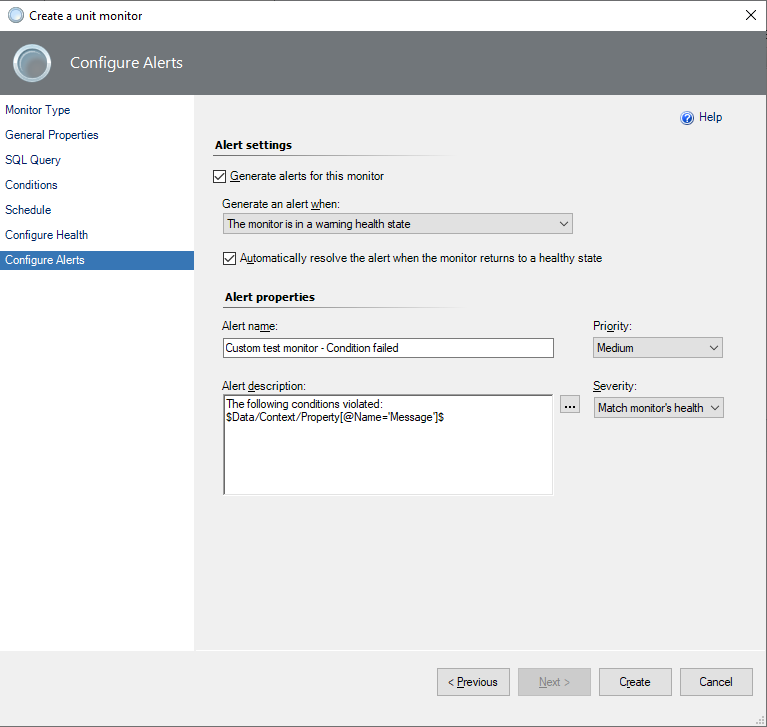 Create a unit monitor
Configure Alerts
Monitor Type
General Properties
SQL Query
Conditions
Schedule
Configure Health
Configure Alerts
Help
Alert settings
Generate alerts for this monitor
Generate an alert when:
The monitor is in a warning health state
Automatically resolve the alert when the monitor returns to a healthy state
Alert properties
Alert name:
Custom test monitor - Condition failed
Priority:
Medium
Alert description:
The following conditions violated:
$Data/Context/Property[@Name='Message']$
...
Severity:
Match monitor's health
< Previous
Next >
Create
Cancel